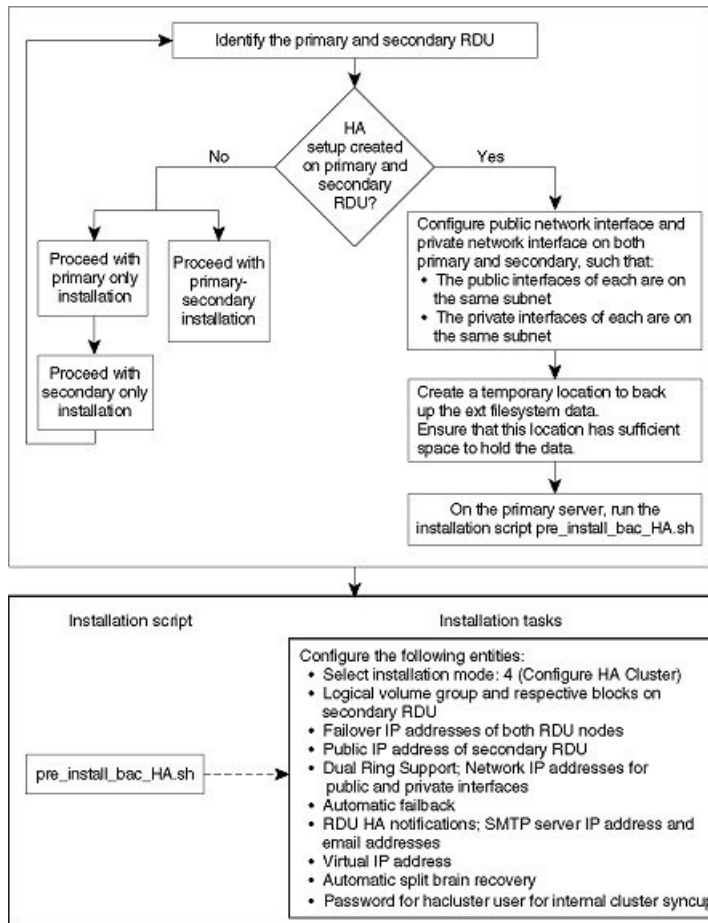 Identify the primary and secondary RDU
HA
setup created
on primary and
secondary
RDU?
No
Yes
Proceed with
primary only
installation
Proceed with
primary-
secondary
installation
Proceed with
secondary only
installation
Configure public network interface and
private network interface on both
primary and secondary, such that:
• The public interfaces of each are on
the same subnet
• The private interfaces of each are on
the same subnet
Create a temporary location to back
up the ext filesystem data.
Ensure that this location has sufficient
space to hold the data.
On the primary server, run the
installation script pre_install_bac_HA.sh
Installation script
Installation tasks
pre_install_bac_HA.sh
Configure the following entities:
• Select installation mode: 4 (Configure HA Cluster)
• Logical volume group and respective blocks on
secondary RDU
• Failover IP addresses of both RDU nodes
• Public IP address of secondary RDU
• Dual Ring Support; Network IP addresses for
public and private interfaces
• Automatic failback
• RDU HA notifications; SMTP server IP address and
email addresses
• Virtual IP address
• Automatic split brain recovery
• Password for hacluster user for internal cluster syncup